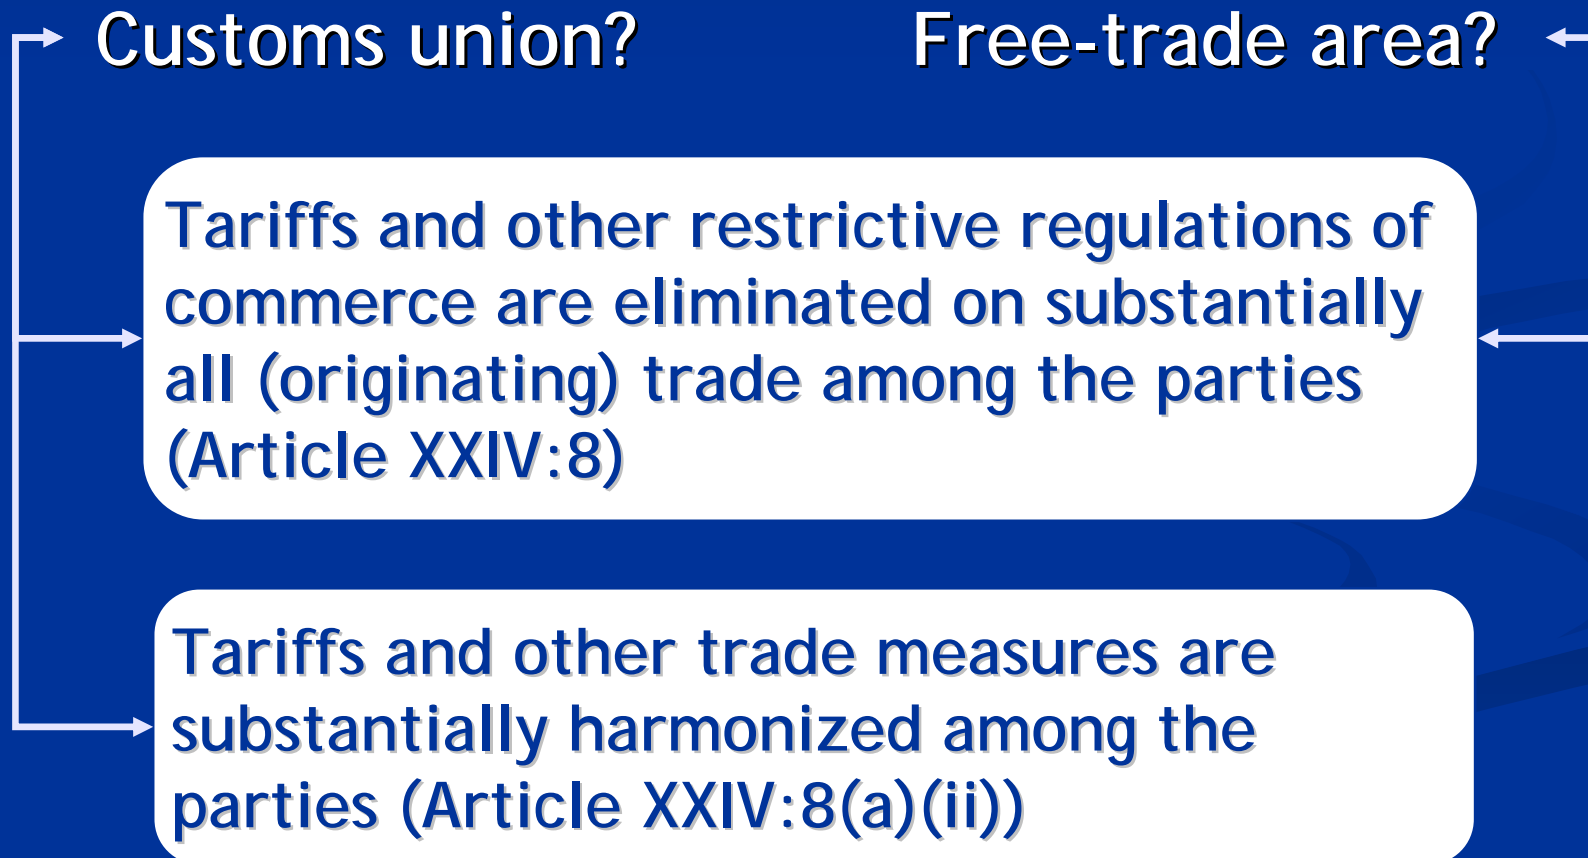 Customs union? Free-trade area?
Tariffs and other restrictive regulations of
commerce are eliminated on substantially
all (originating) trade among the parties
(Article XXIV:8)
Tariffs and other trade measures are
substantially harmonized among the
parties (Article XXIV:8(a)(ii))